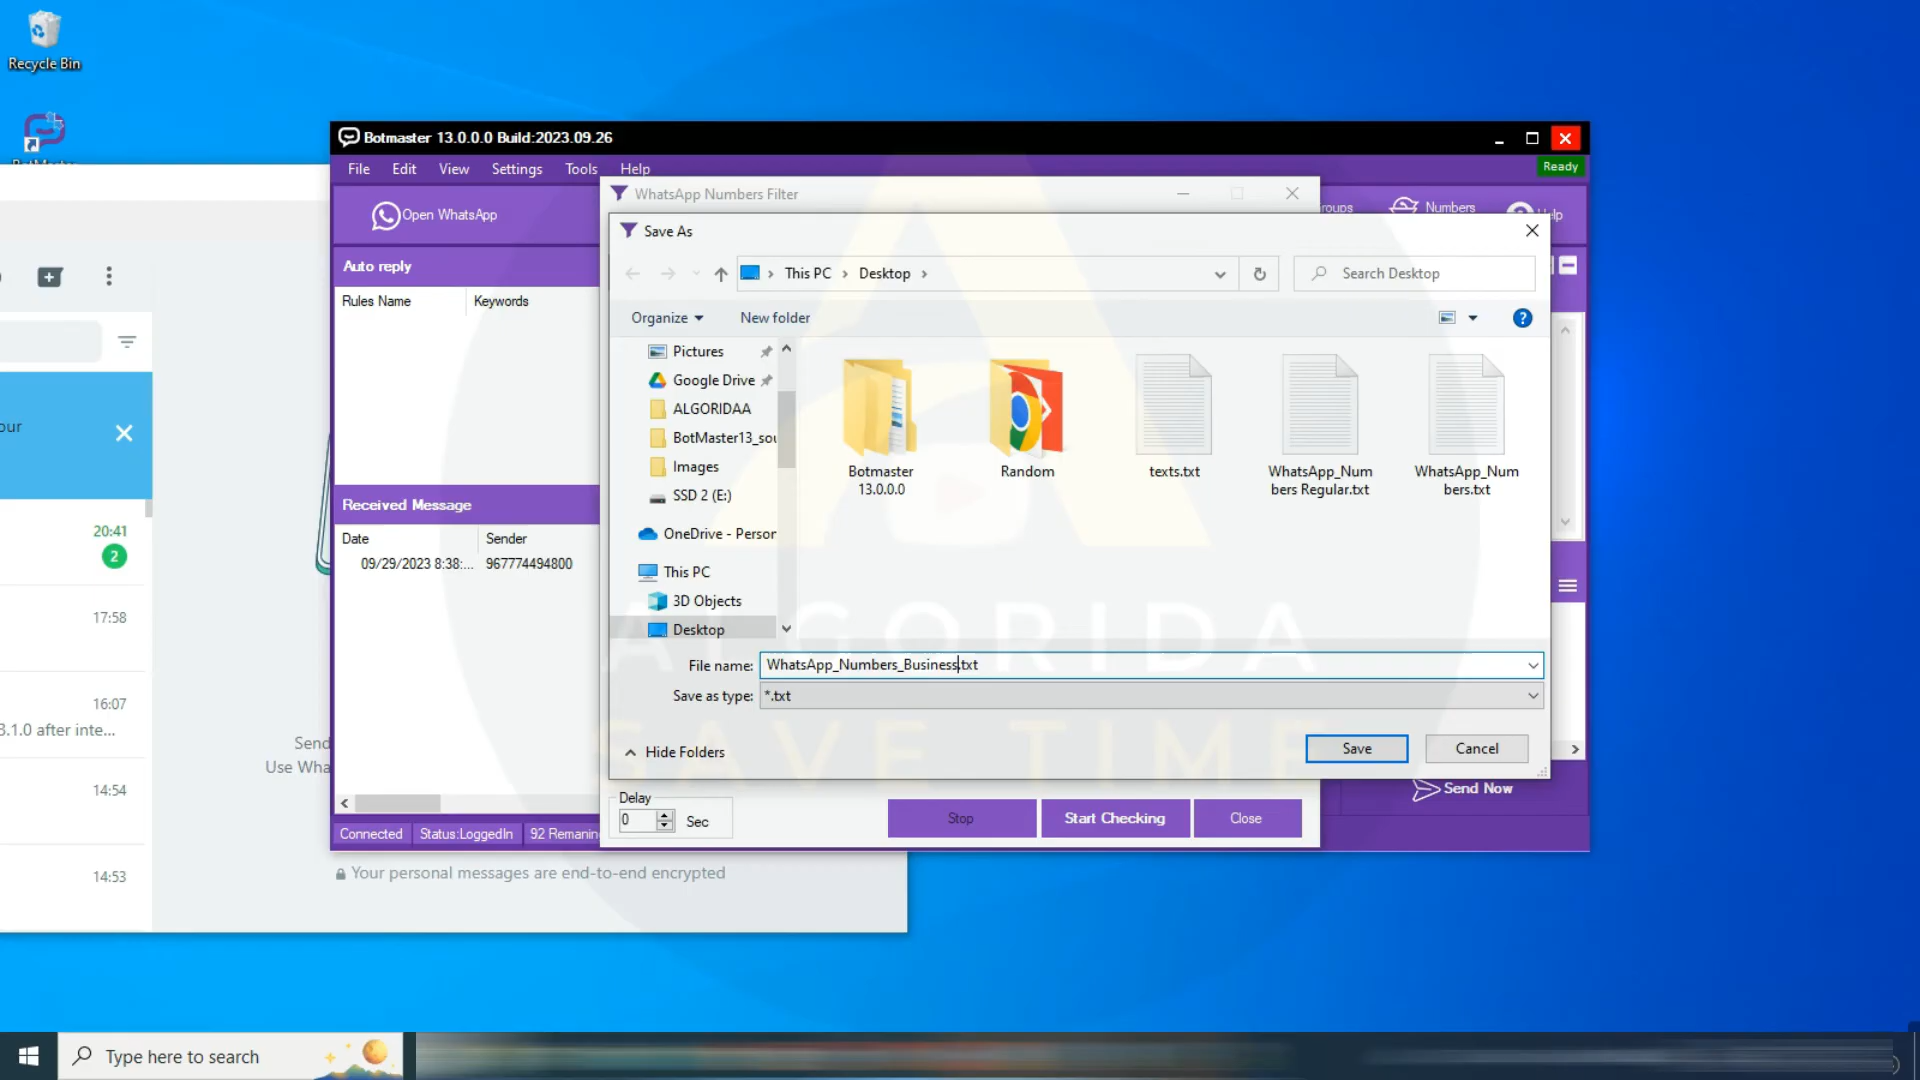 Recycle Bin
Botmaster 13.0.0.0 Build:2023.09.26
File Edit View Settings Tools Help
Ready
Open WhatsApp
WhatsApp Numbers Filter
Numbers
Save As
This PC > Desktop >
Search Desktop
Organize
New folder
Auto reply
Rules Name Keywords
Pictures
Google Drive
ALGORIDAA
BotMaster13_sou
Images
SSD 2 (E:)
OneDrive - Person
This PC
3D Objects
Desktop
Botmaster
13.0.0.0
Random
texts.txt
WhatsApp_Num
bers Regular.txt
WhatsApp_Num
bers.txt
Received Message
Date Sender
09/29/2023 8:38:... 967774494800
File name: WhatsApp_Numbers_Business.txt
Save as type: *.txt
Hide Folders
Save
Cancel
Send Now
Delay
0 Sec
Stop
Start Checking
Close
Connected
Status:LoggedIn
our
20:41
2
17:58
16:07
3.1.0 after inte...
14:54
14:53
Send
Your personal messages are end-to-end encrypted
ALGORIDA
SAVE TIME
Type here to search